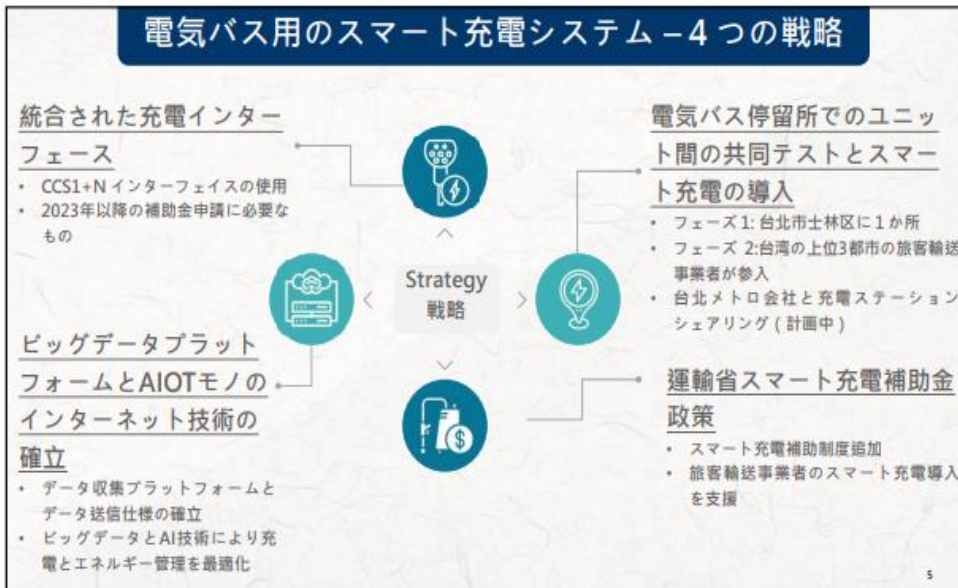 電気バス用のスマート充電システム – 4 つの戦略
統合された充電インター
フェース
• CCS1+N インターフェイスの使用
• 2023年以降の補助金申請に必要な
もの
ビッグデータプラット
フォームとAIOTモノの
インターネット技術の
確立
• データ収集プラットフォームと
データ送信仕様の確立
• ビッグデータとAI技術により充
電とエネルギー管理を最適化
Strategy
戦略
電気バス停留所でのユニッ
ト間の共同テストとスマー
ト充電の導入
• フェーズ 1: 台北市士林区に 1 か所
• フェーズ 2:台湾の上位3都市の旅客輸送
事業者が参入
• 台北メトロ会社と充電ステーション
シェアリング ( 計画中 )
運輸省スマート充電補助金
政策
• スマート充電補助制度追加
• 旅客輸送事業者のスマート充電導入
を支援
5